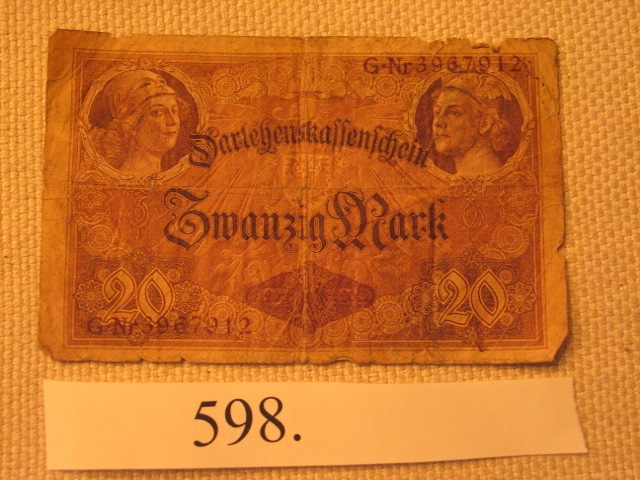 G·Nr 3967912
Darlehenskassenschein
Zwanzig Mark
20 20
G·Nr 3967912
598.